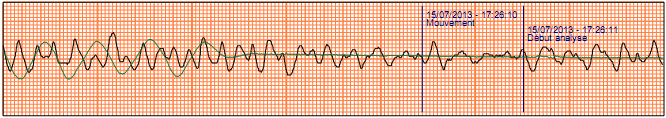 15/07/2013 - 17:26:10
Mouvement
15/07/2013 - 17:26:11
Début analyse